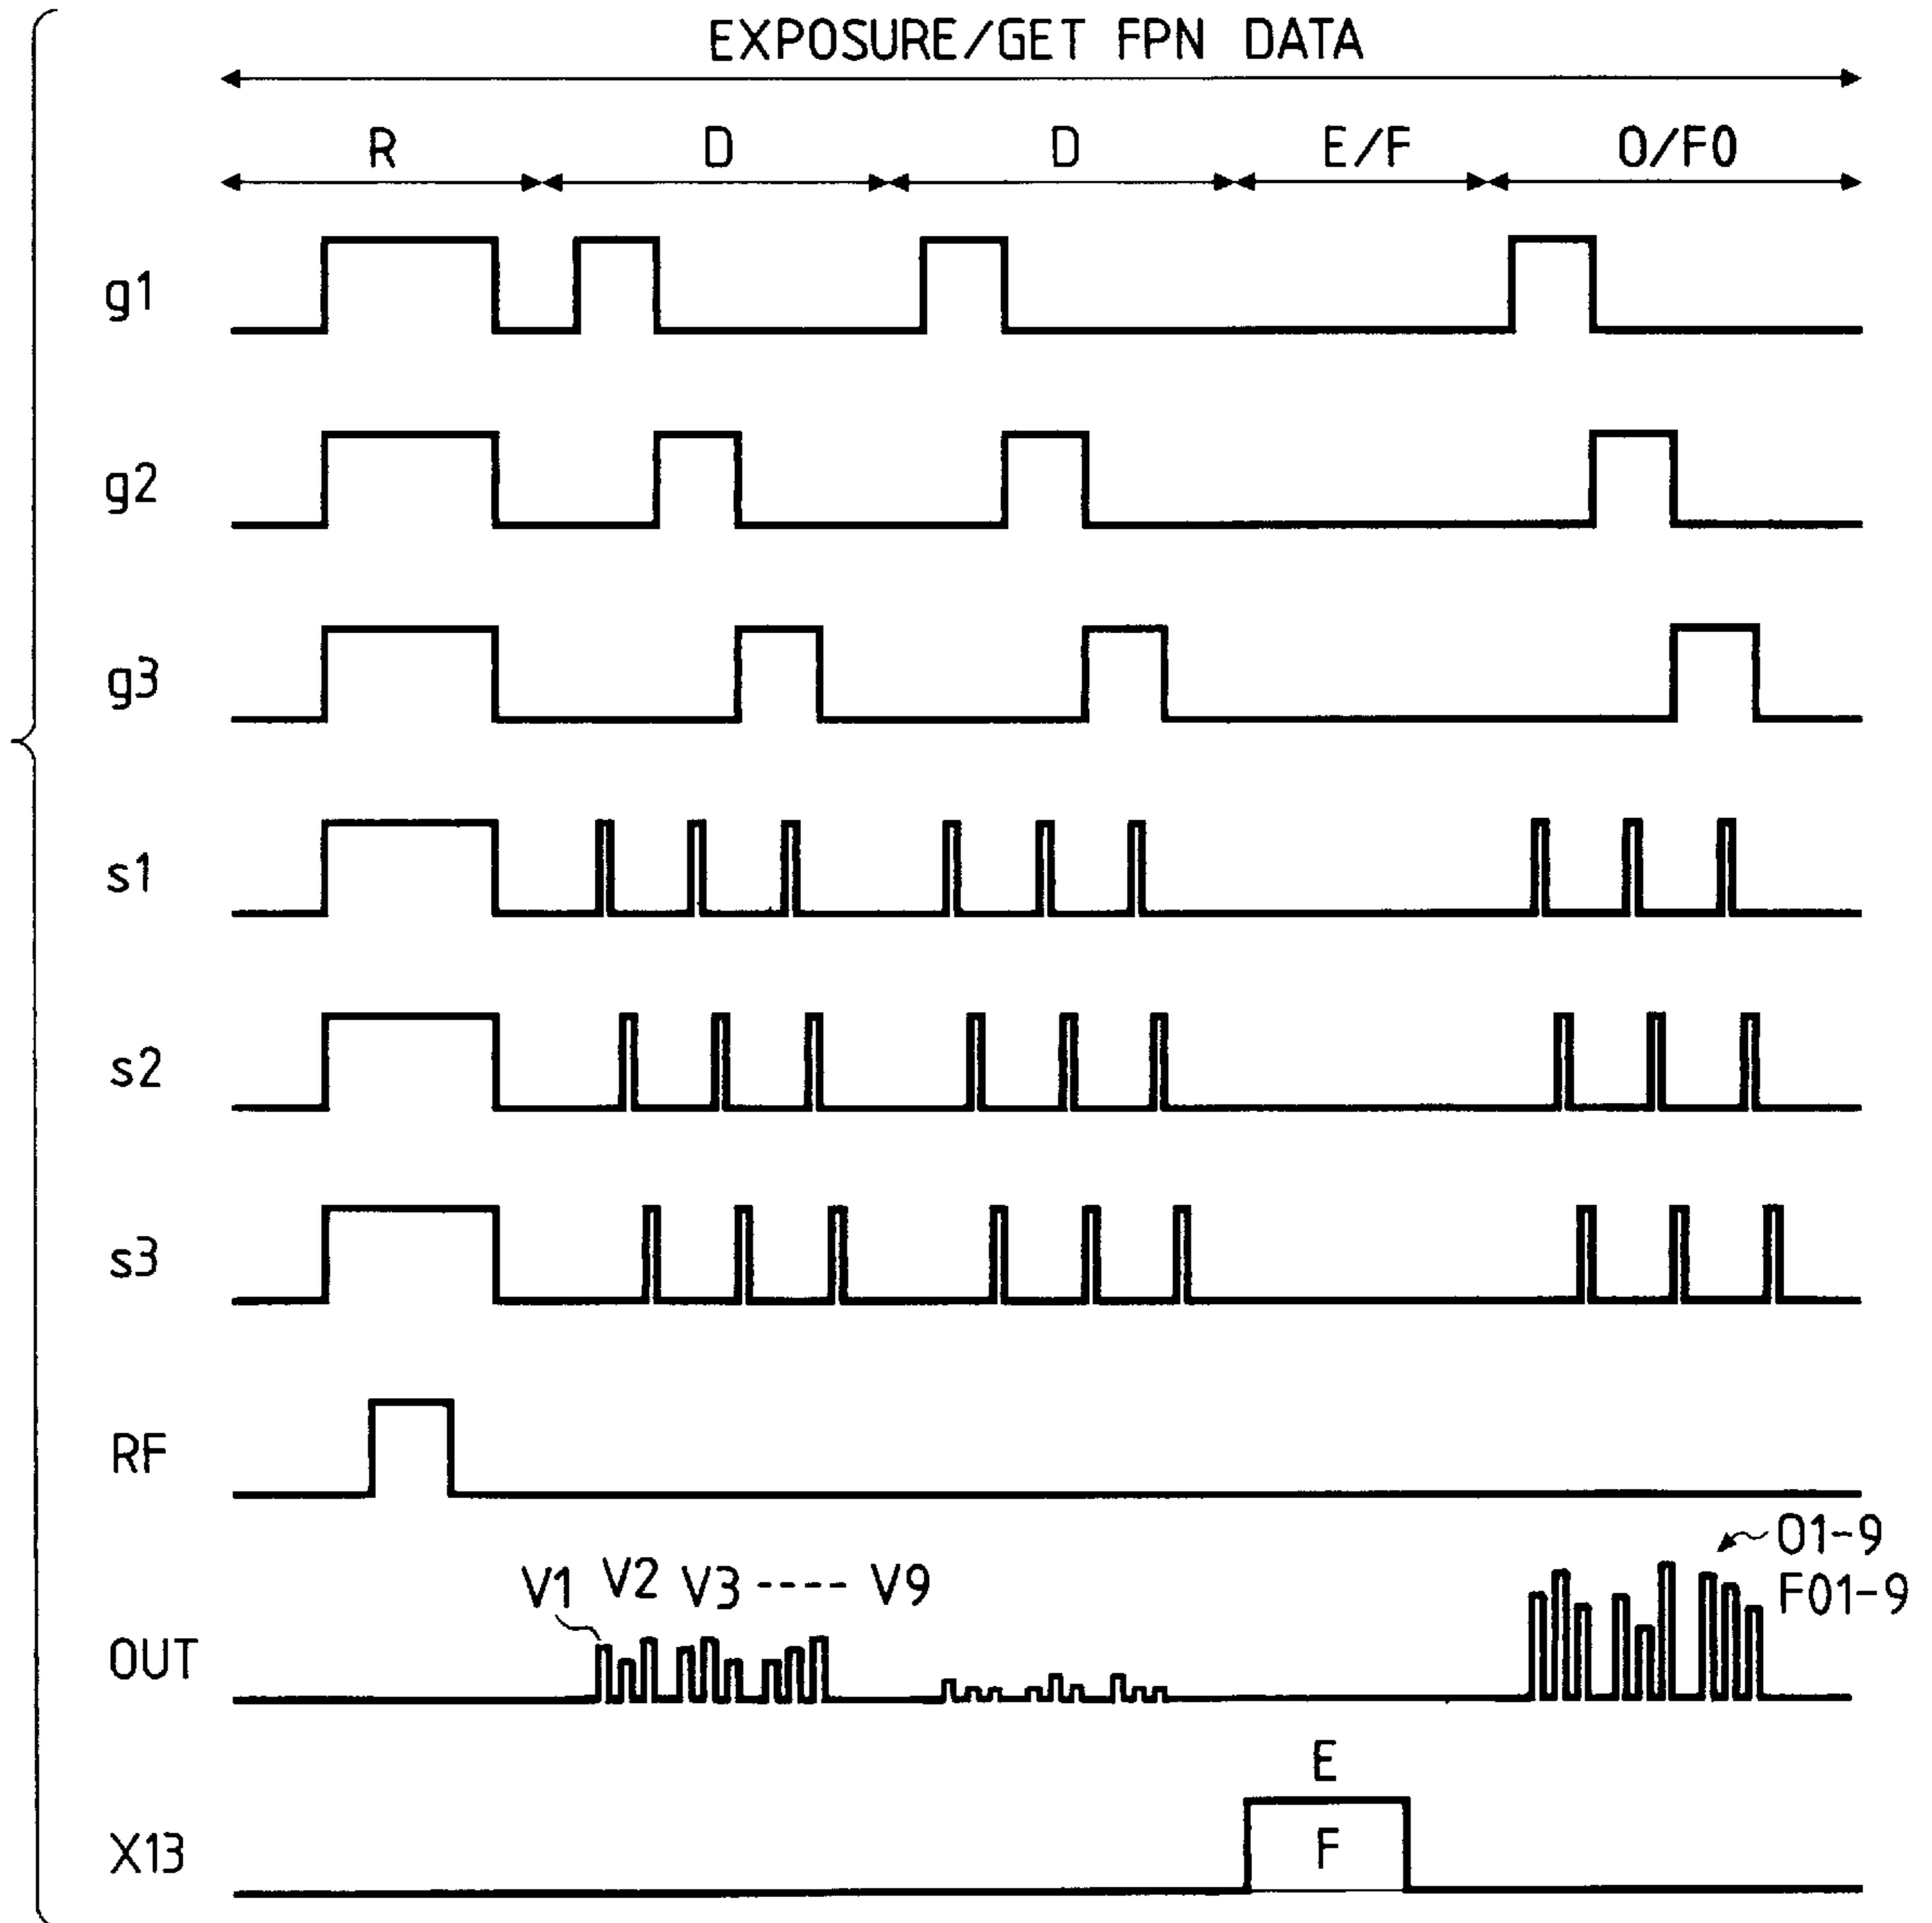 EXPOSURE/GET FPN DATA
R D D E/F O/FO
g1
g2
g3
s1
s2
s3
RF
O1-9
V1 V2 V3 ---- V9
FO1-9
OUT
E
X13
F